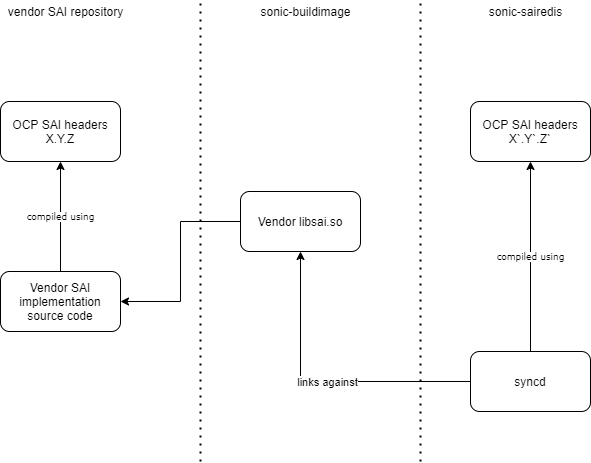 vendor SAI repository
sonic-buildimage
sonic-sairedis
OCP SAI headers
X.Y.Z
OCP SAI headers
X`.Y`.Z`
compiled using
Vendor libsai.so
compiled using
Vendor SAI
implementation
source code
links against
syncd